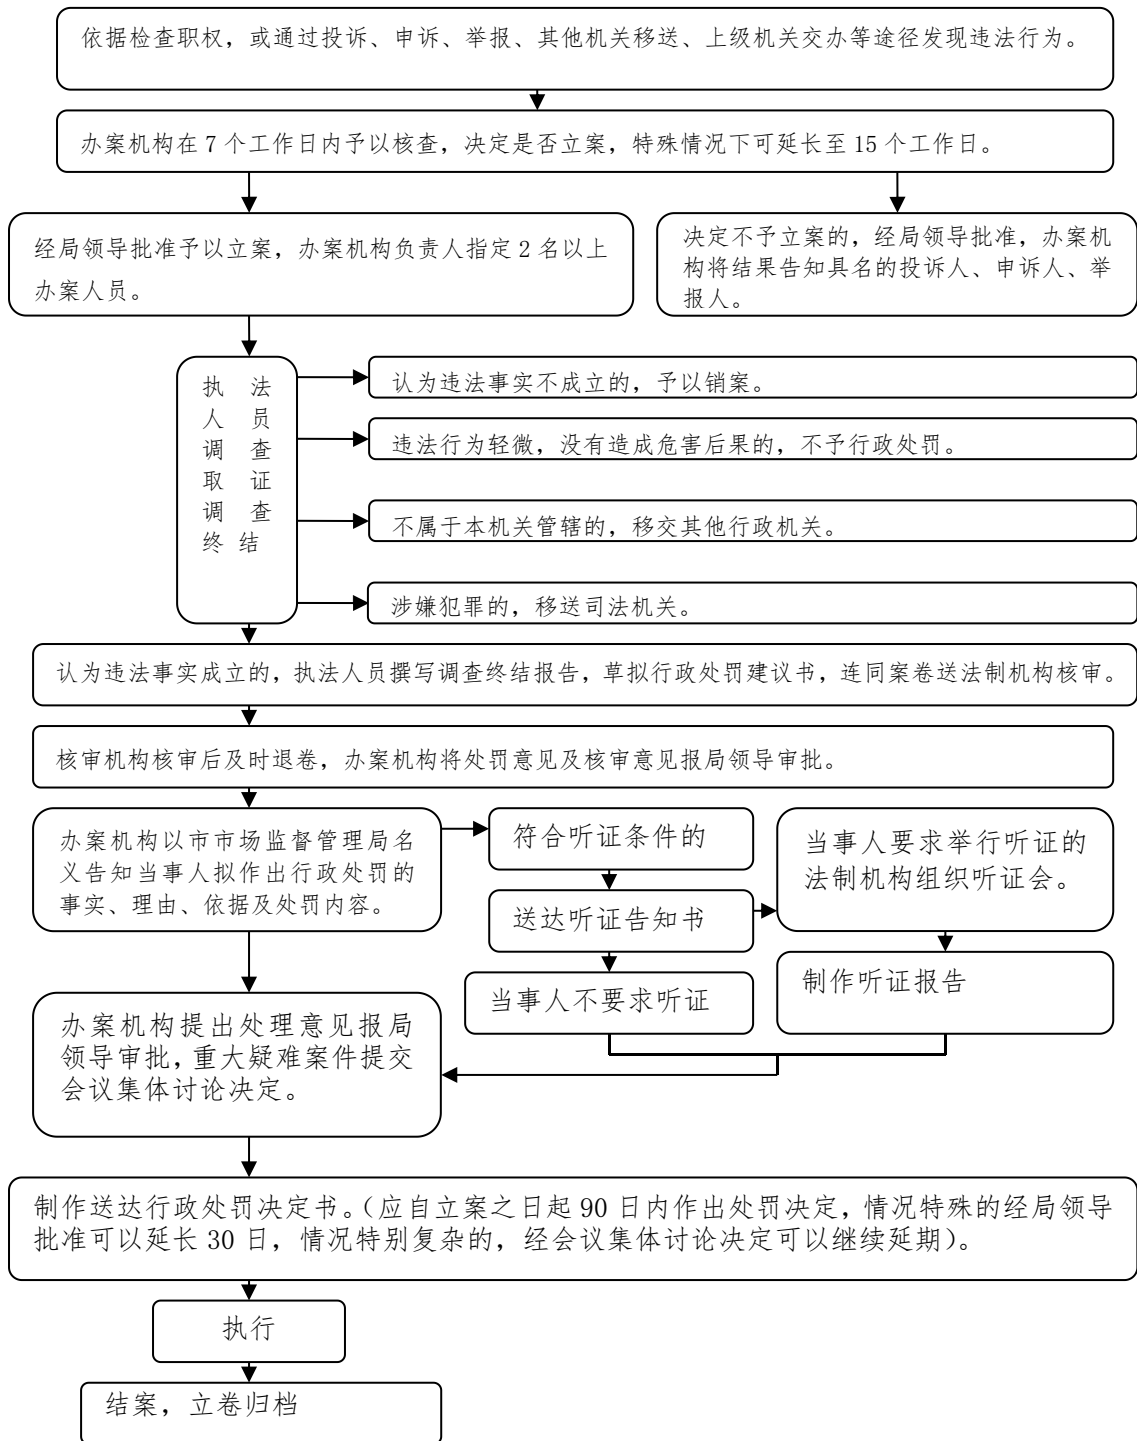 依据检查职权，或通过投诉、申诉、举报、其他机关移送、上级机关交办等途径发现违法行为。
办案机构在 7 个工作日内予以核查，决定是否立案，特殊情况下可延长至 15 个工作日。
经局领导批准予以立案，办案机构负责人指定 2 名以上
办案人员。
决定不予立案的，经局领导批准，办案机
构将结果告知具名的投诉人、申诉人、举
报人。
执 法
人 员
调 查
取 证
调 查
终 结
认为违法事实不成立的，予以销案。
违法行为轻微，没有造成危害后果的，不予行政处罚。
不属于本机关管辖的，移交其他行政机关。
涉嫌犯罪的，移送司法机关。
认为违法事实成立的，执法人员撰写调查终结报告，草拟行政处罚建议书，连同案卷送法制机构核审。
核审机构核审后及时退卷，办案机构将处罚意见及核审意见报局领导审批。
办案机构以市市场监督管理局名
义告知当事人拟作出行政处罚的
事实、理由、依据及处罚内容。
符合听证条件的
送达听证告知书
当事人不要求听证
当事人要求举行听证的
法制机构组织听证会。
制作听证报告
办案机构提出处理意见报局
领导审批，重大疑难案件提交
会议集体讨论决定。
制作送达行政处罚决定书。（应自立案之日起 90 日内作出处罚决定，情况特殊的经局领导
批准可以延长 30 日，情况特别复杂的，经会议集体讨论决定可以继续延期）。
执行
结案，立卷归档